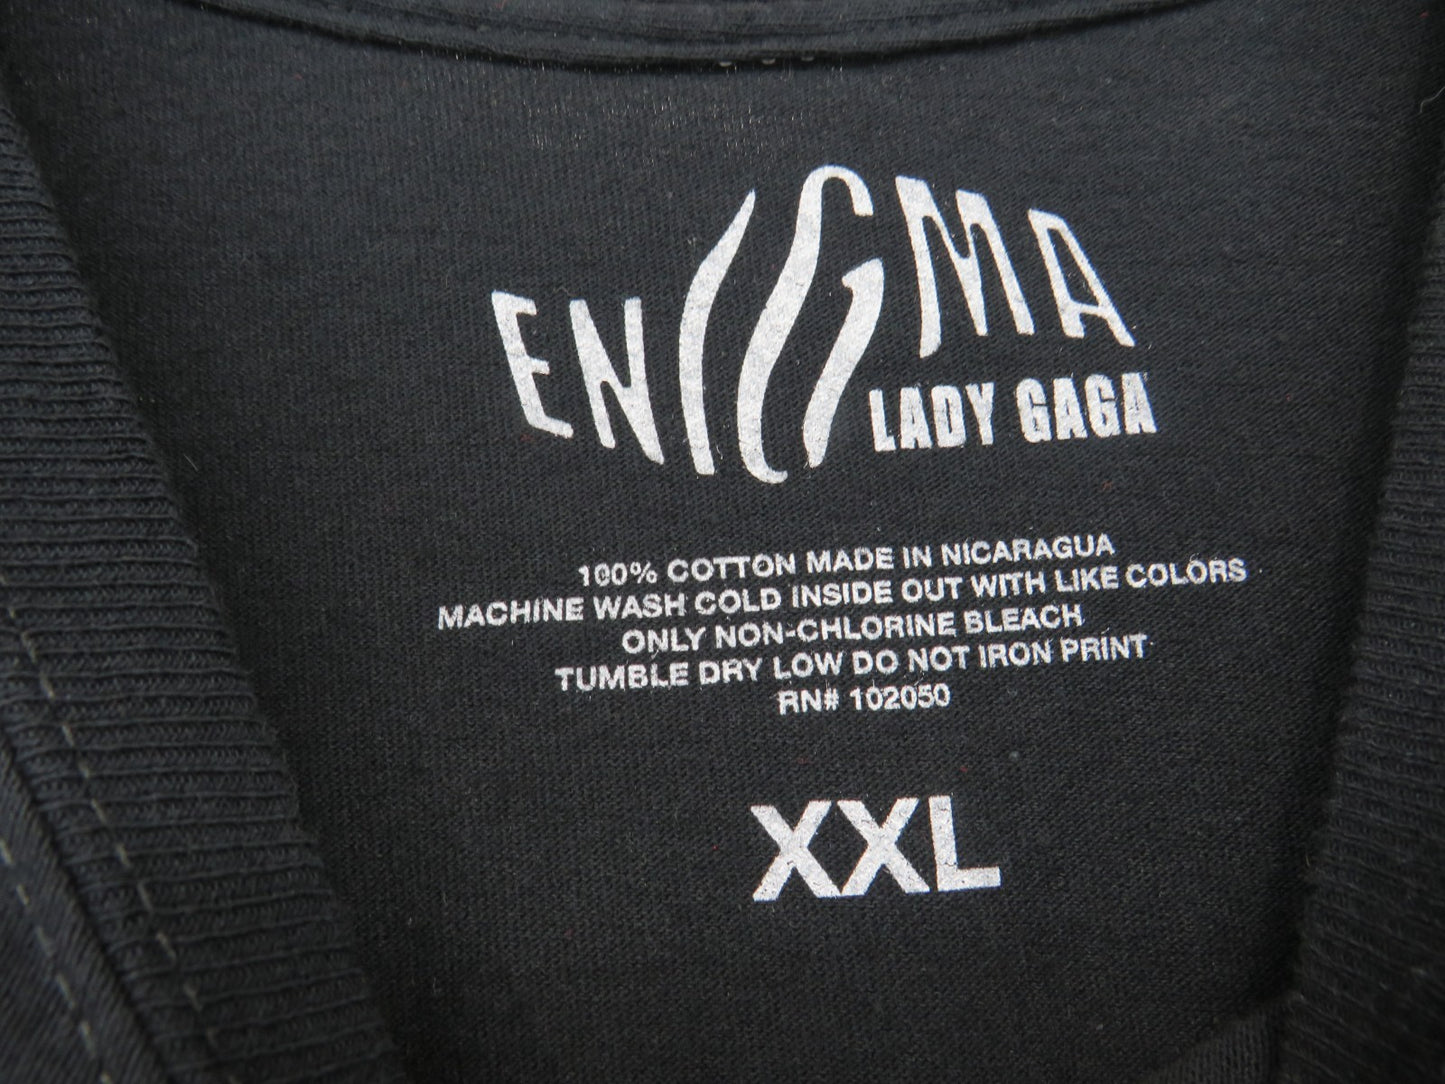 ENIGMA
LADY GAGA
100% COTTON MADE IN NICARAGUA
MACHINE WASH COLD INSIDE OUT WITH LIKE COLORS
ONLY NON-CHLORINE BLEACH
TUMBLE DRY LOW DO NOT IRON PRINT
RN# 102050
XXL